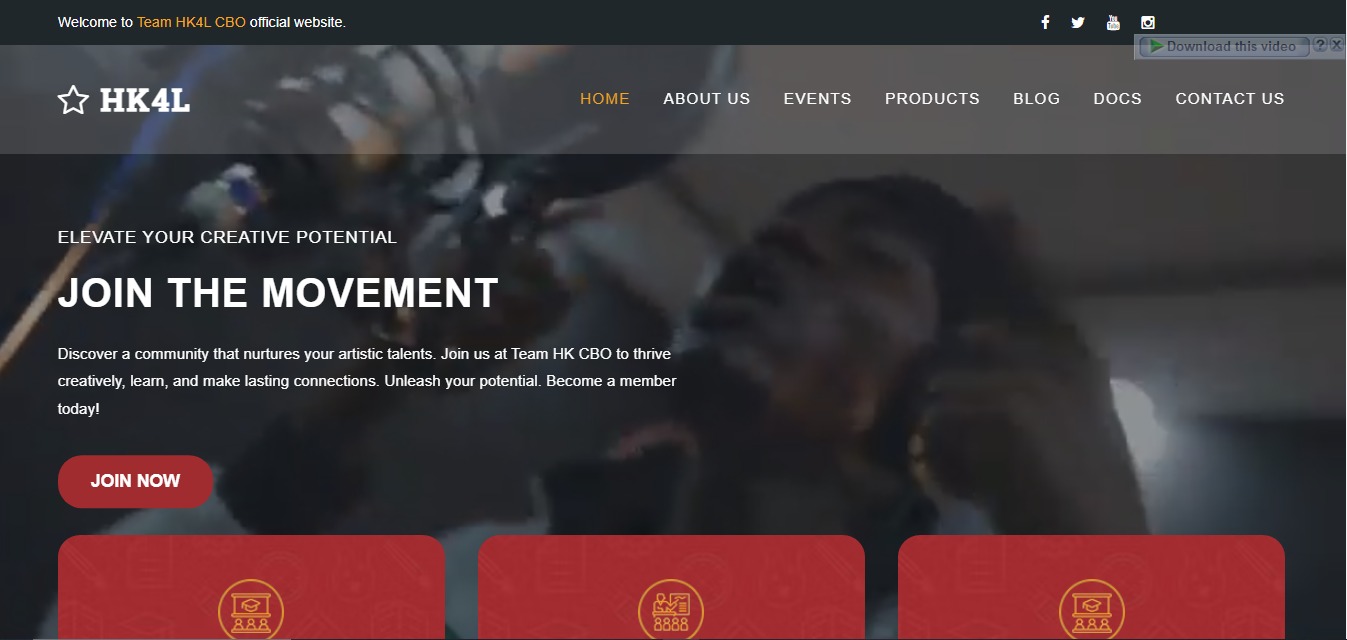 Welcome to Team HK4L CBO official website.
Download this video ? X
HK4L
HOME ABOUT US EVENTS PRODUCTS BLOG DOCS CONTACT US
ELEVATE YOUR CREATIVE POTENTIAL
JOIN THE MOVEMENT
Discover a community that nurtures your artistic talents. Join us at Team HK CBO to thrive
creatively, learn, and make lasting connections. Unleash your potential. Become a member
today!
JOIN NOW